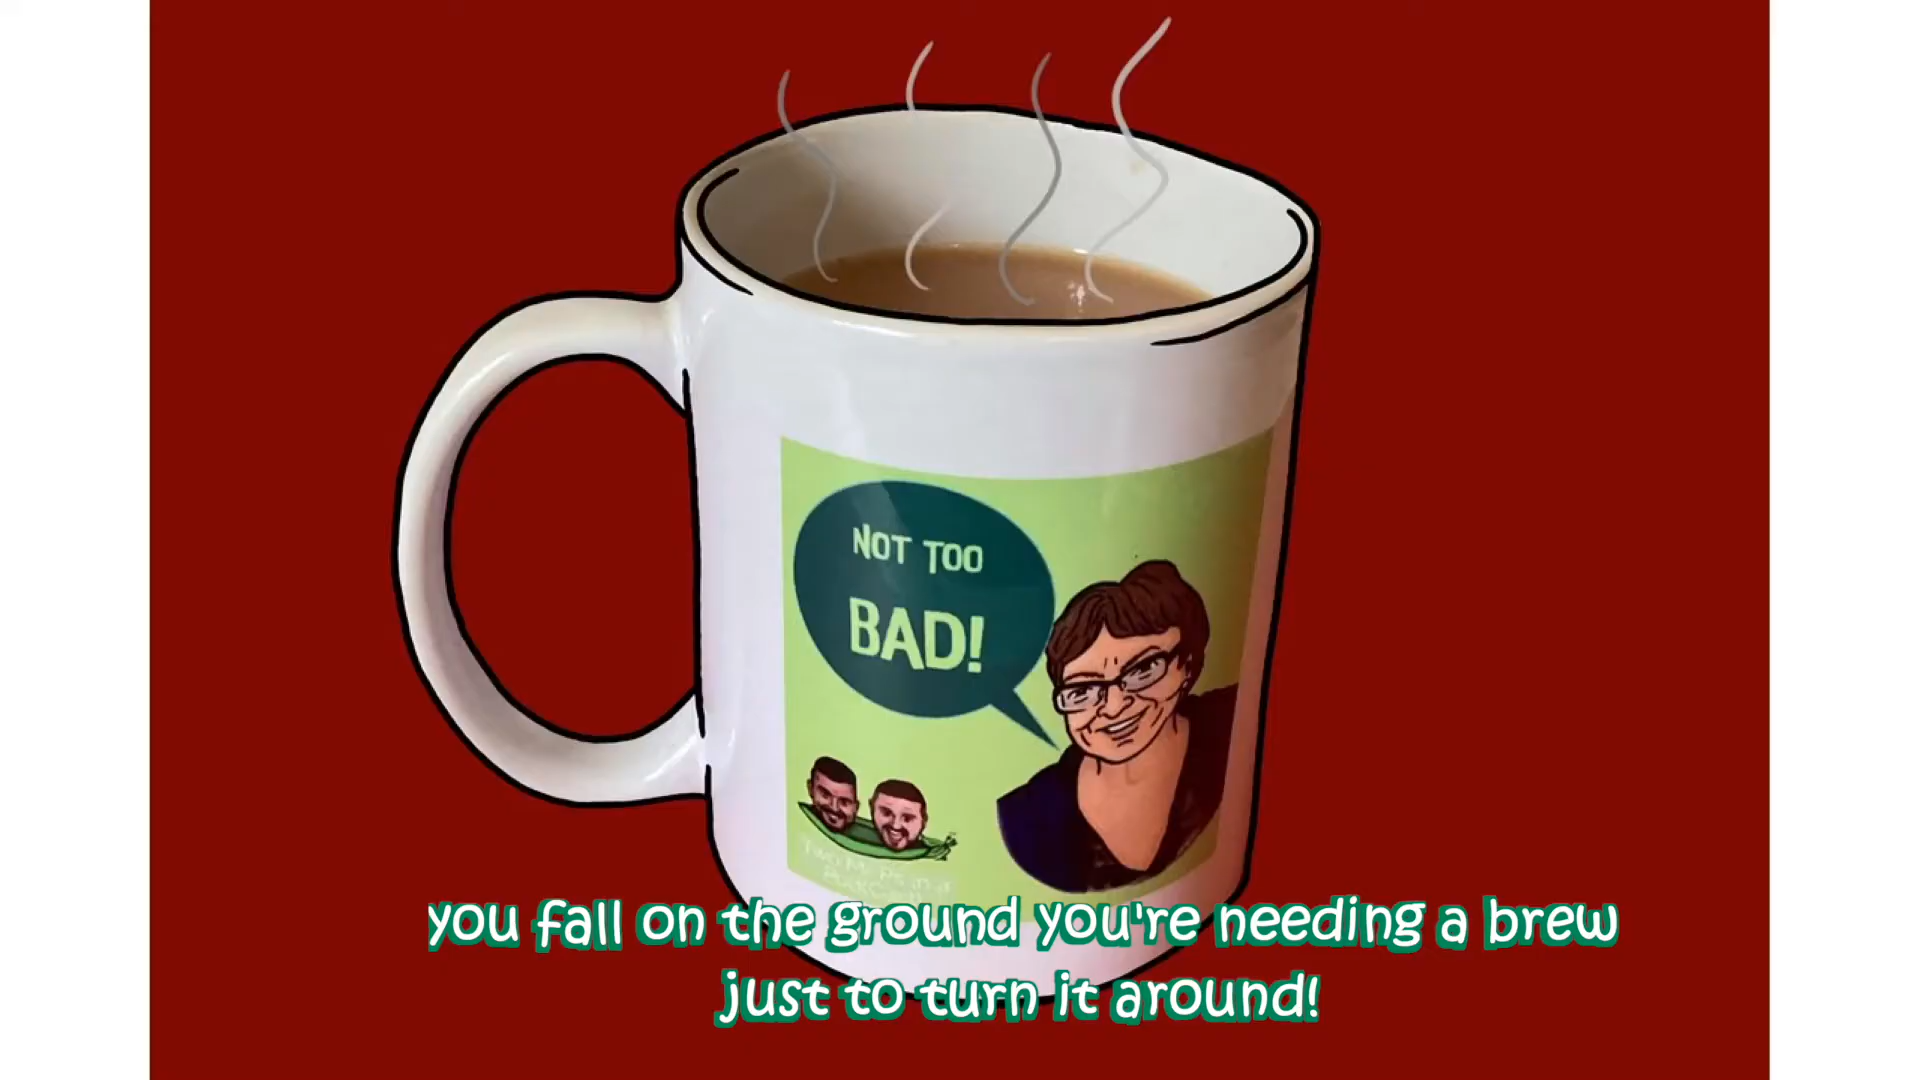 NOT TOO
BAD!
you fall on the ground you're needing a brew
just to turn it around!